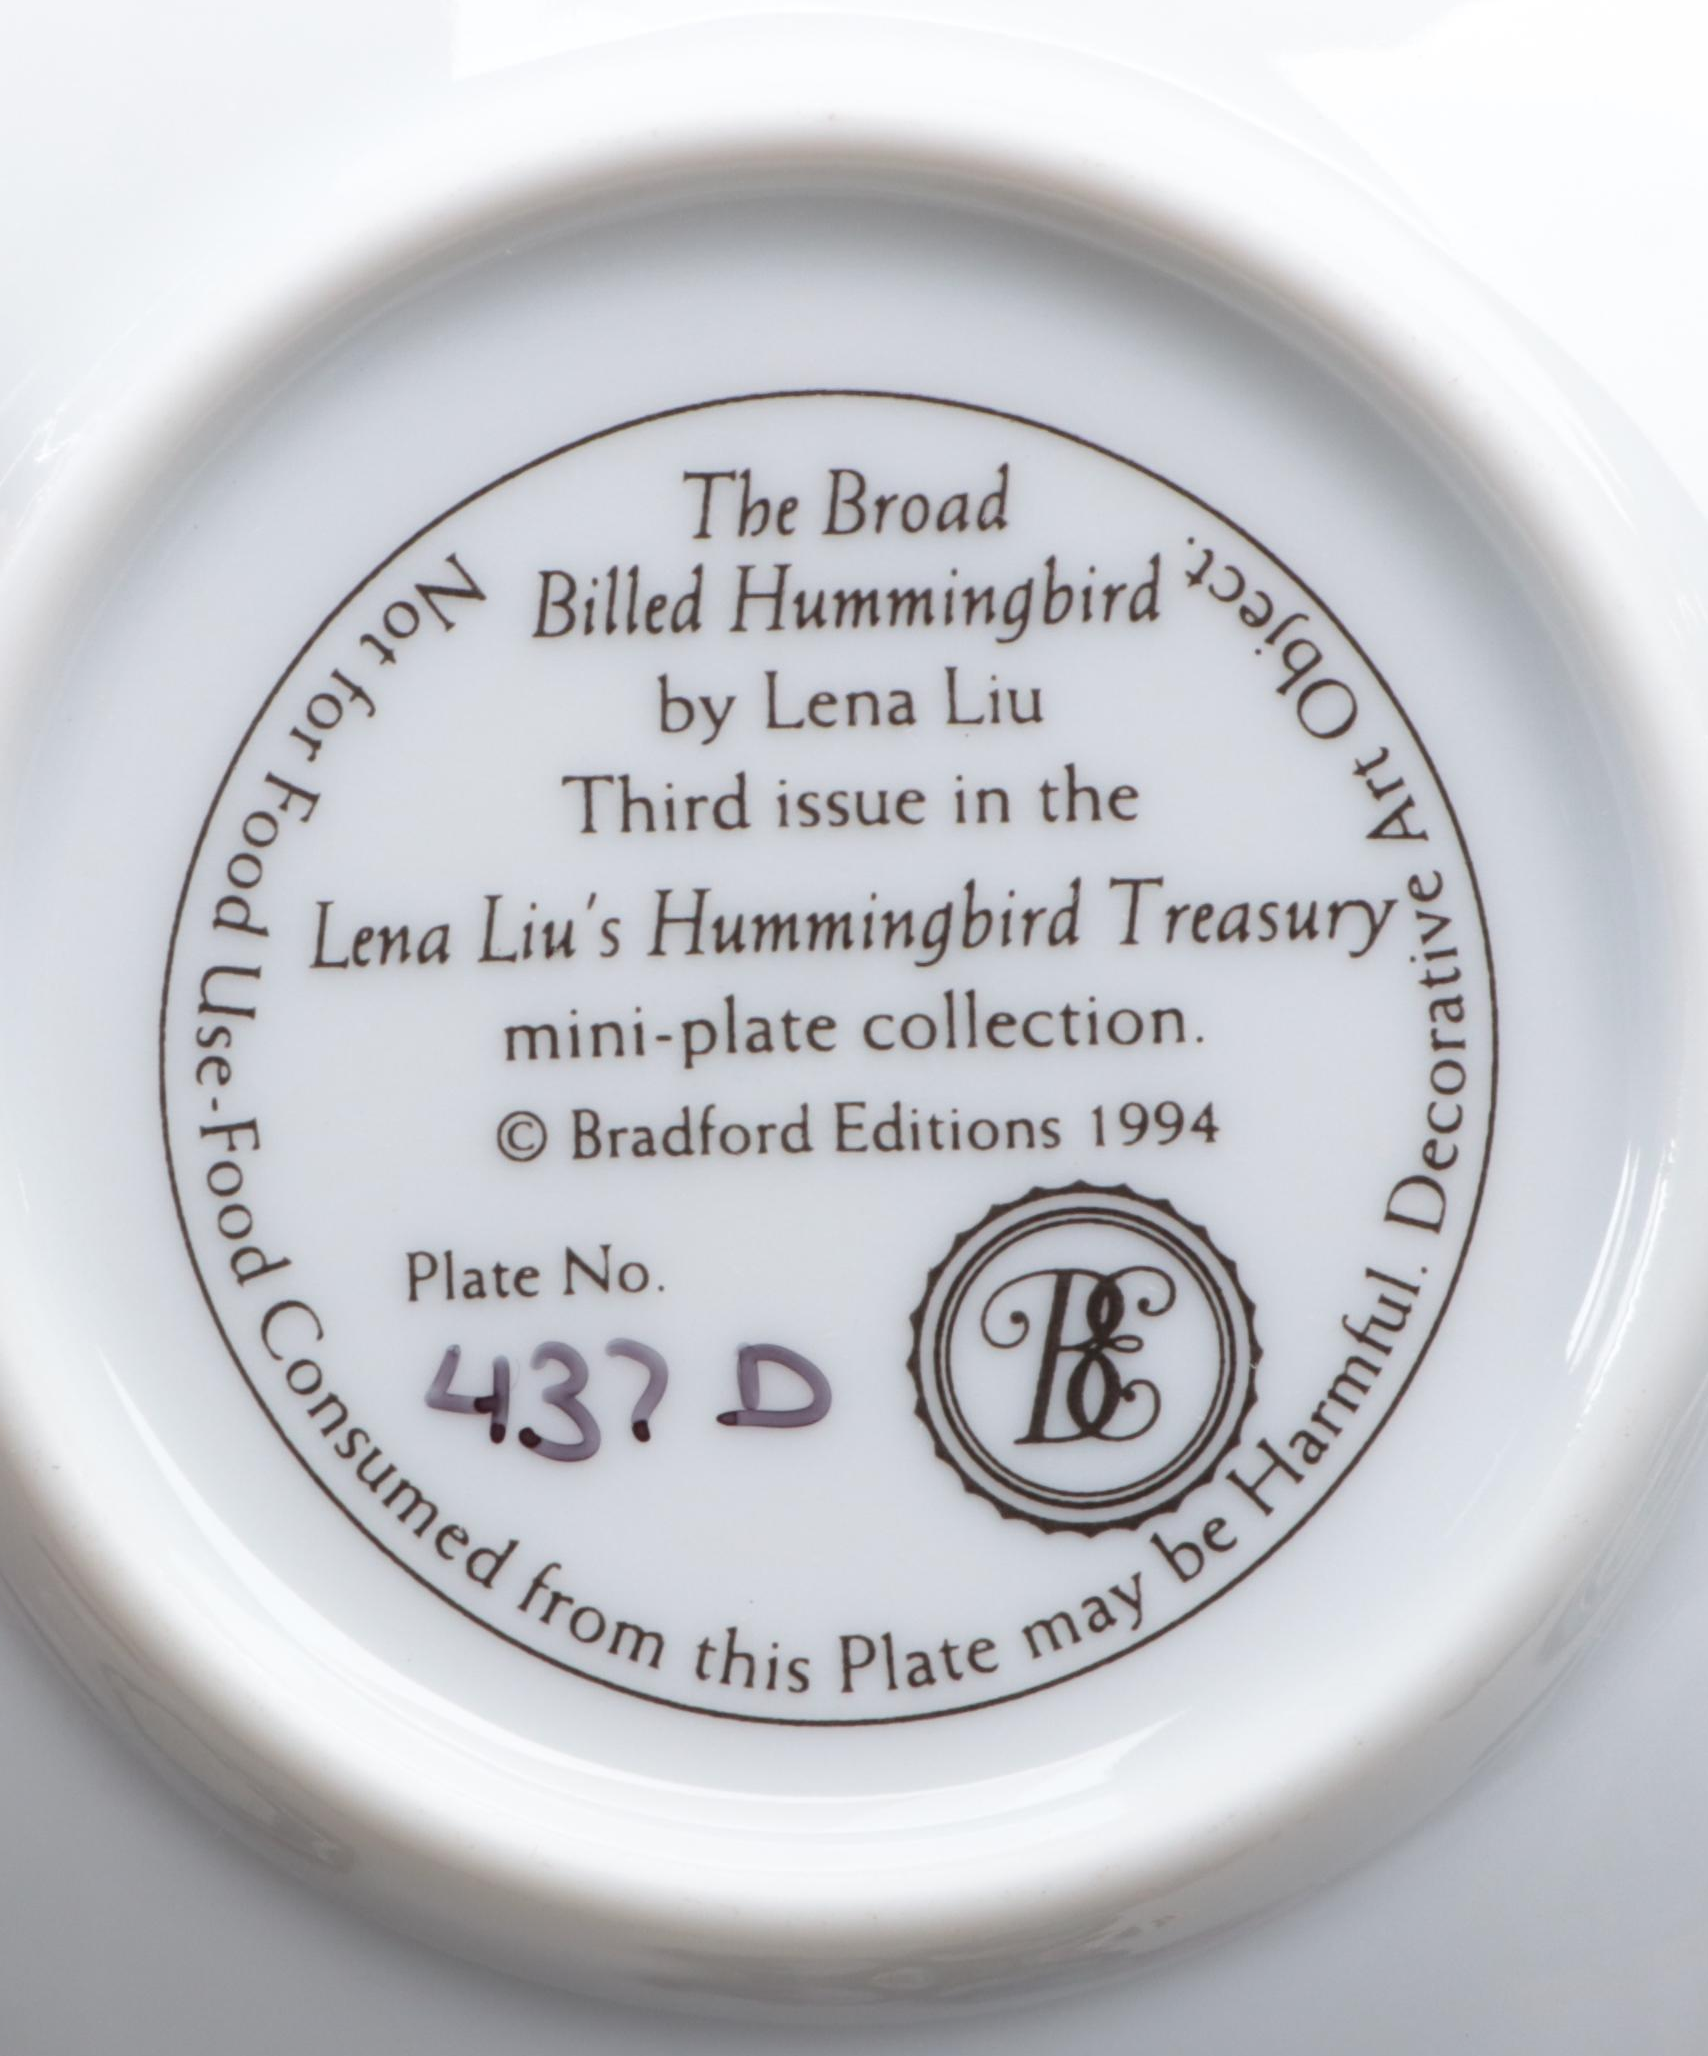 The Broad
Billed Hummingbird
by Lena Liu
Third issue in the
Lena Liu's Hummingbird Treasury
mini-plate collection.
© Bradford Editions 1994
Plate No.
437 D
BE
Not for Food Use-Food Consumed from this Plate may be Harmful. Decorative Art Object.